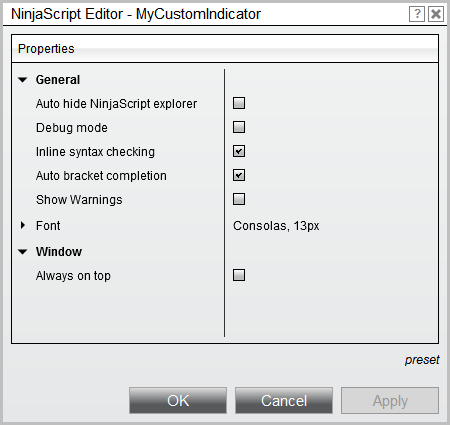 NinjaScript Editor - MyCustomIndicator
?
Properties
General
Auto hide NinjaScript explorer
Debug mode
Inline syntax checking
Auto bracket completion
Show Warnings
Font Consolas, 13px
Window
Always on top
preset
OK Cancel Apply